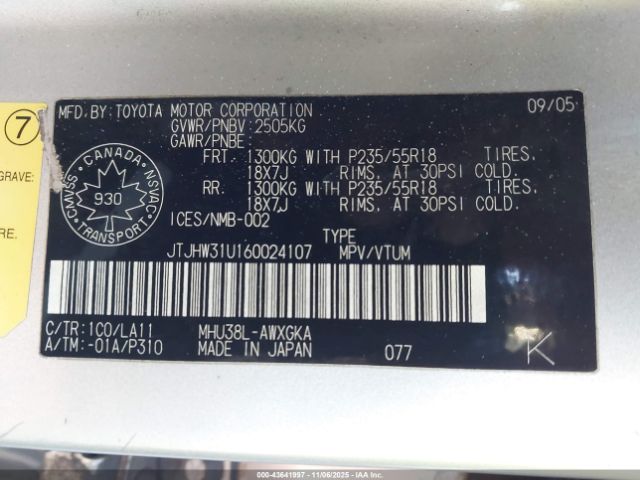 7
GRAVE:
RE:
MFD. BY: TOYOTA MOTOR CORPORATION 09/05
GVWR/PNBV: 2505KG
GAWR/PNBE:
FRT. 1300KG WITH P235/55R18 TIRES.
18X7J RIMS, AT 30PSI COLD.
RR. 1300KG WITH P235/55R18 TIRES.
18X7J RIMS, AT 30PSI COLD.
CANADA
CMVSS NSVAC
930
TRANSPORT
ICES/NMB-002
TYPE
JTJHW31U160024107 MPV/VTUM
C/TR: 1C0/LA11 MHU38L-AWXGKA
A/TM: -01A/P310 MADE IN JAPAN 077 K
000-43641997 - 11/06/2025 - IAA Inc.